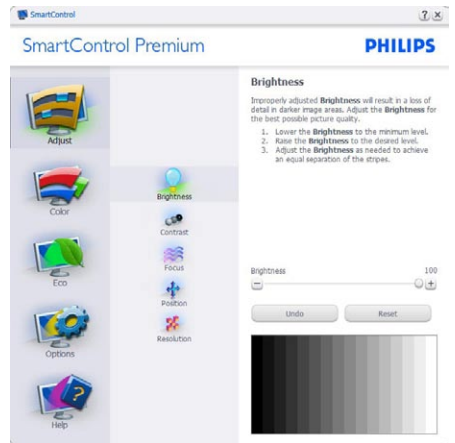 SmartControl
SmartControl Premium
PHILIPS
Adjust
Color
Eco
Options
Help
Brightness
Contrast
Focus
Position
Resolution
Brightness
Improperly adjusted Brightness will result in a loss of
detail in darker image areas. Adjust the Brightness for
the best possible picture quality.
1. Lower the Brightness to the minimum level.
2. Raise the Brightness to the desired level.
3. Adjust the Brightness as needed to achieve
an equal separation of the stripes.
Brightness 100
Undo Reset